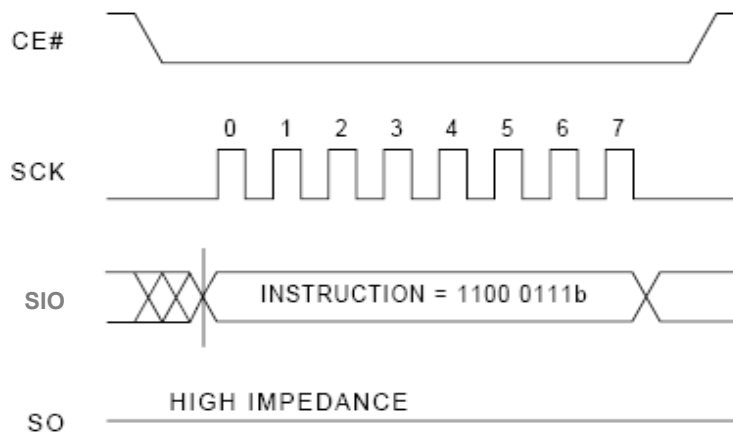 CE#
0 1 2 3 4 5 6 7
SCK
SIO
INSTRUCTION = 1100 0111b
HIGH IMPEDANCE
SO